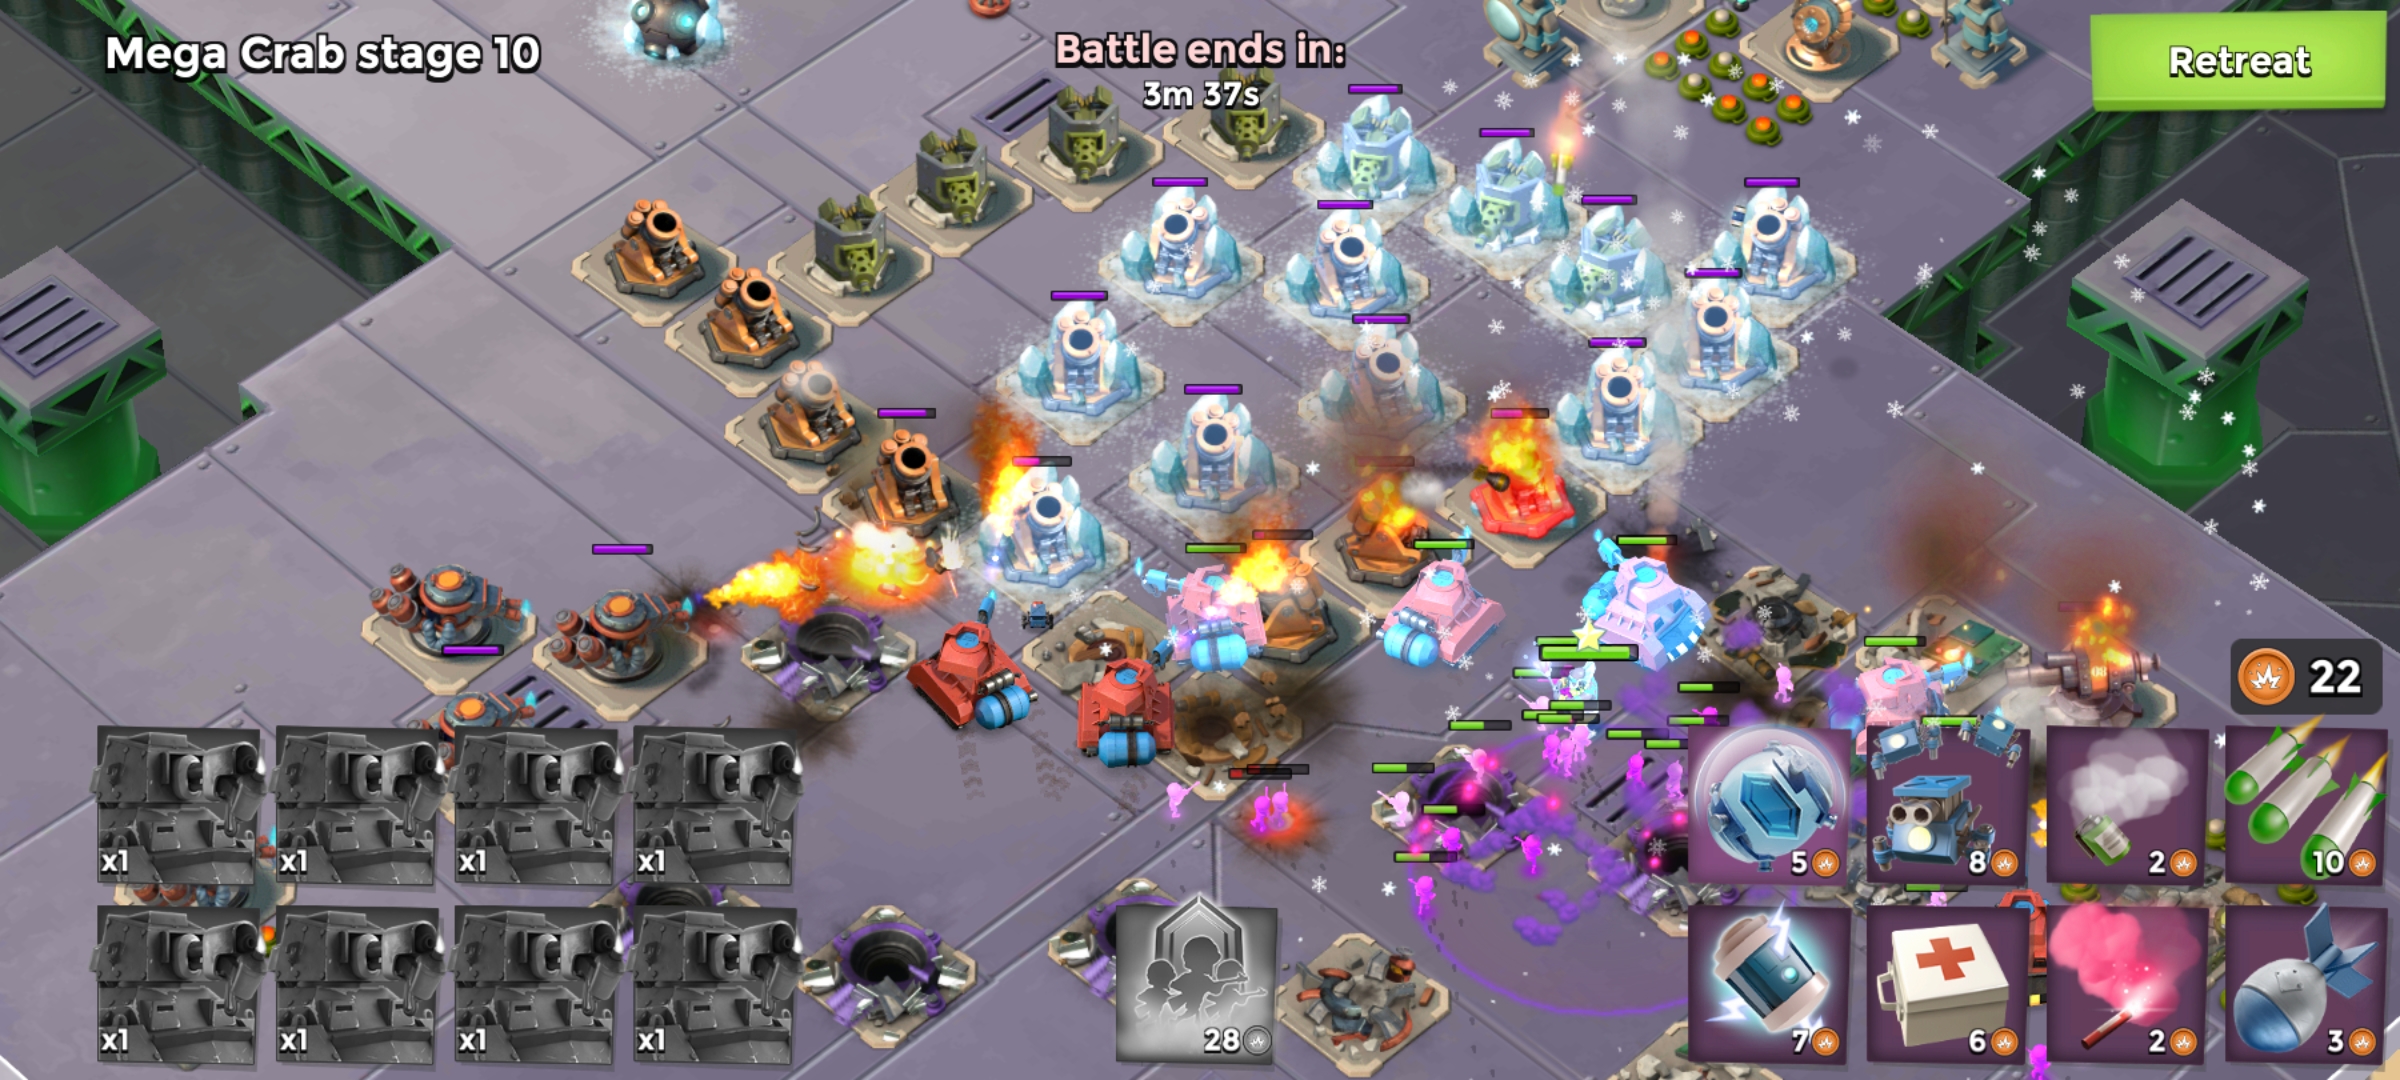 Mega Crab stage 10
Battle ends in:
3m 37s
Retreat
22
x1
x1
x1
x1
5
8
2
10
x1
x1
x1
x1
28
7
6
2
3